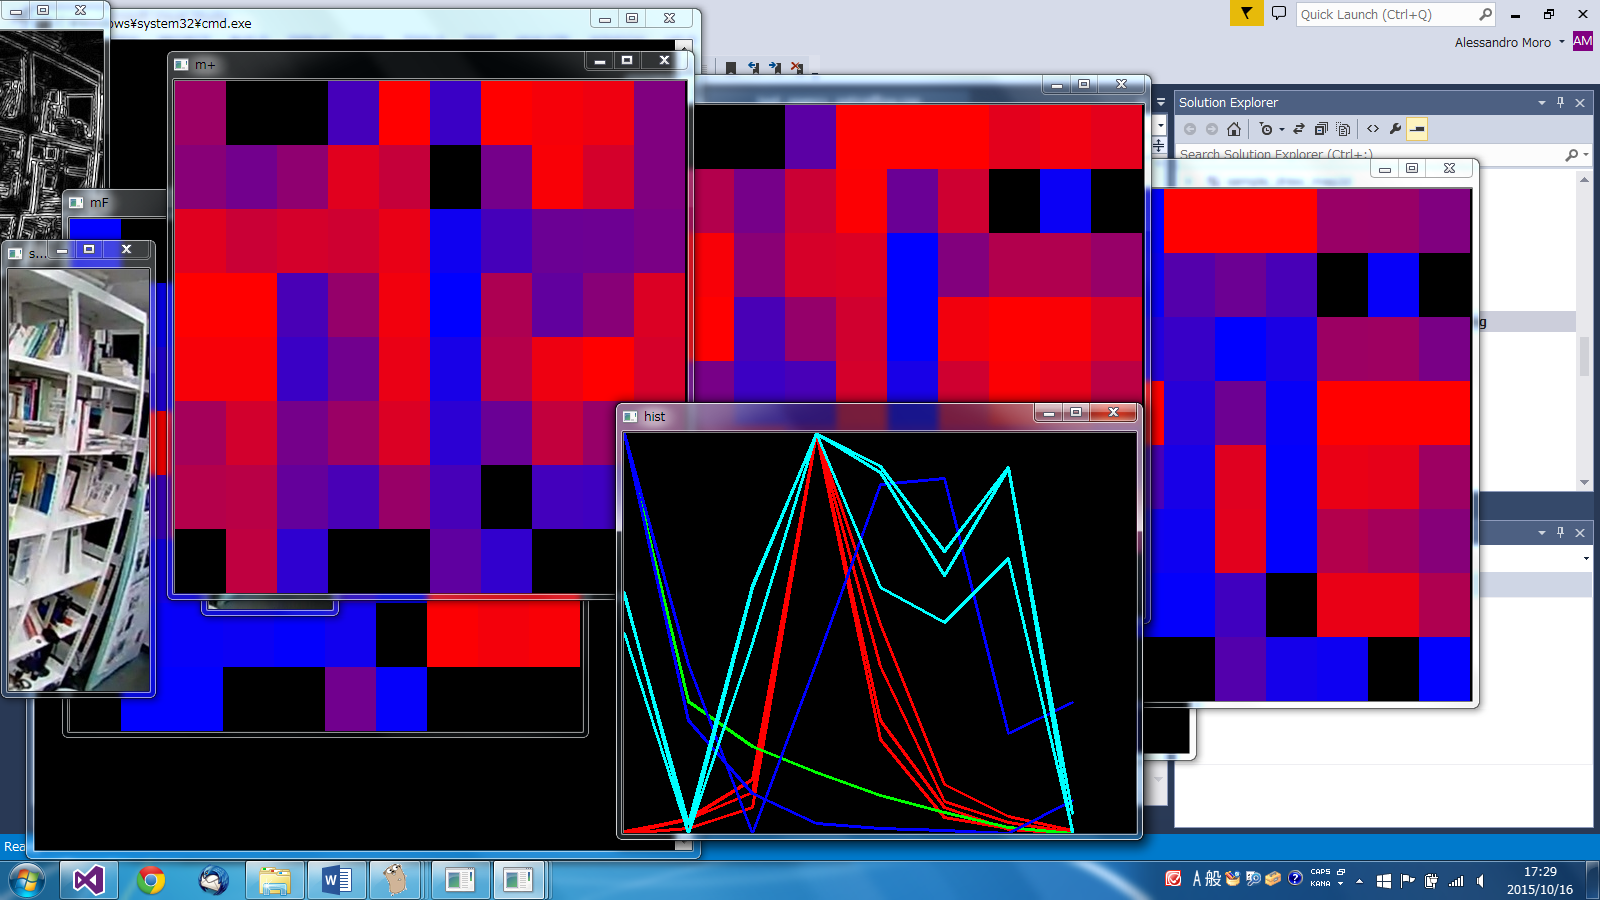 ows\system32\cmd.exe
Quick Launch (Ctrl+Q)
Alessandro Moro
AM
m+
Solution Explorer
Search Solution Explorer (Ctrl+;)
mF
s...
g
hist
Rea
A 般
CAPS
KANA
17:29
2015/10/16